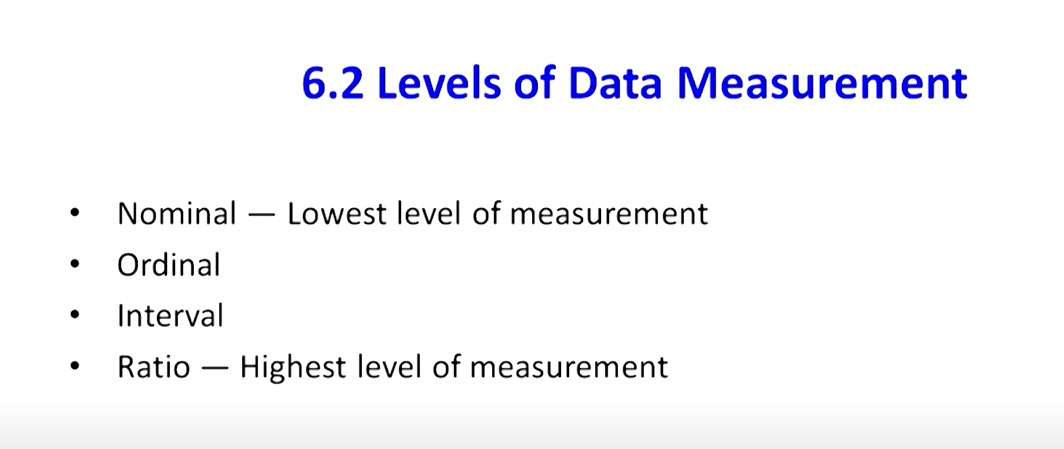 6.2 Levels of Data Measurement
• Nominal — Lowest level of measurement
• Ordinal
• Interval
• Ratio — Highest level of measurement